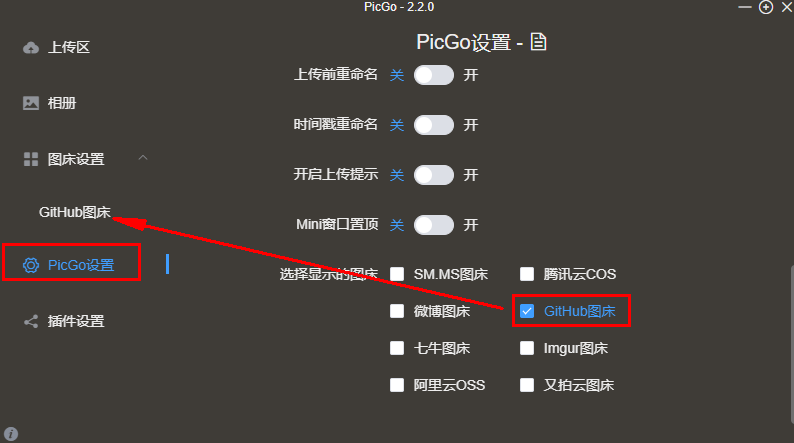 PicGo - 2.2.0
PicGo设置 -
上传区
相册
图床设置
GitHub图床
PicGo设置
插件设置
上传前重命名 关 开
时间戳重命名 关 开
开启上传提示 关 开
Mini窗口置顶 关 开
选择显示的图床 SM.MS图床 腾讯云COS
微博图床 GitHub图床
七牛图床 Imgur图床
阿里云OSS 又拍云图床